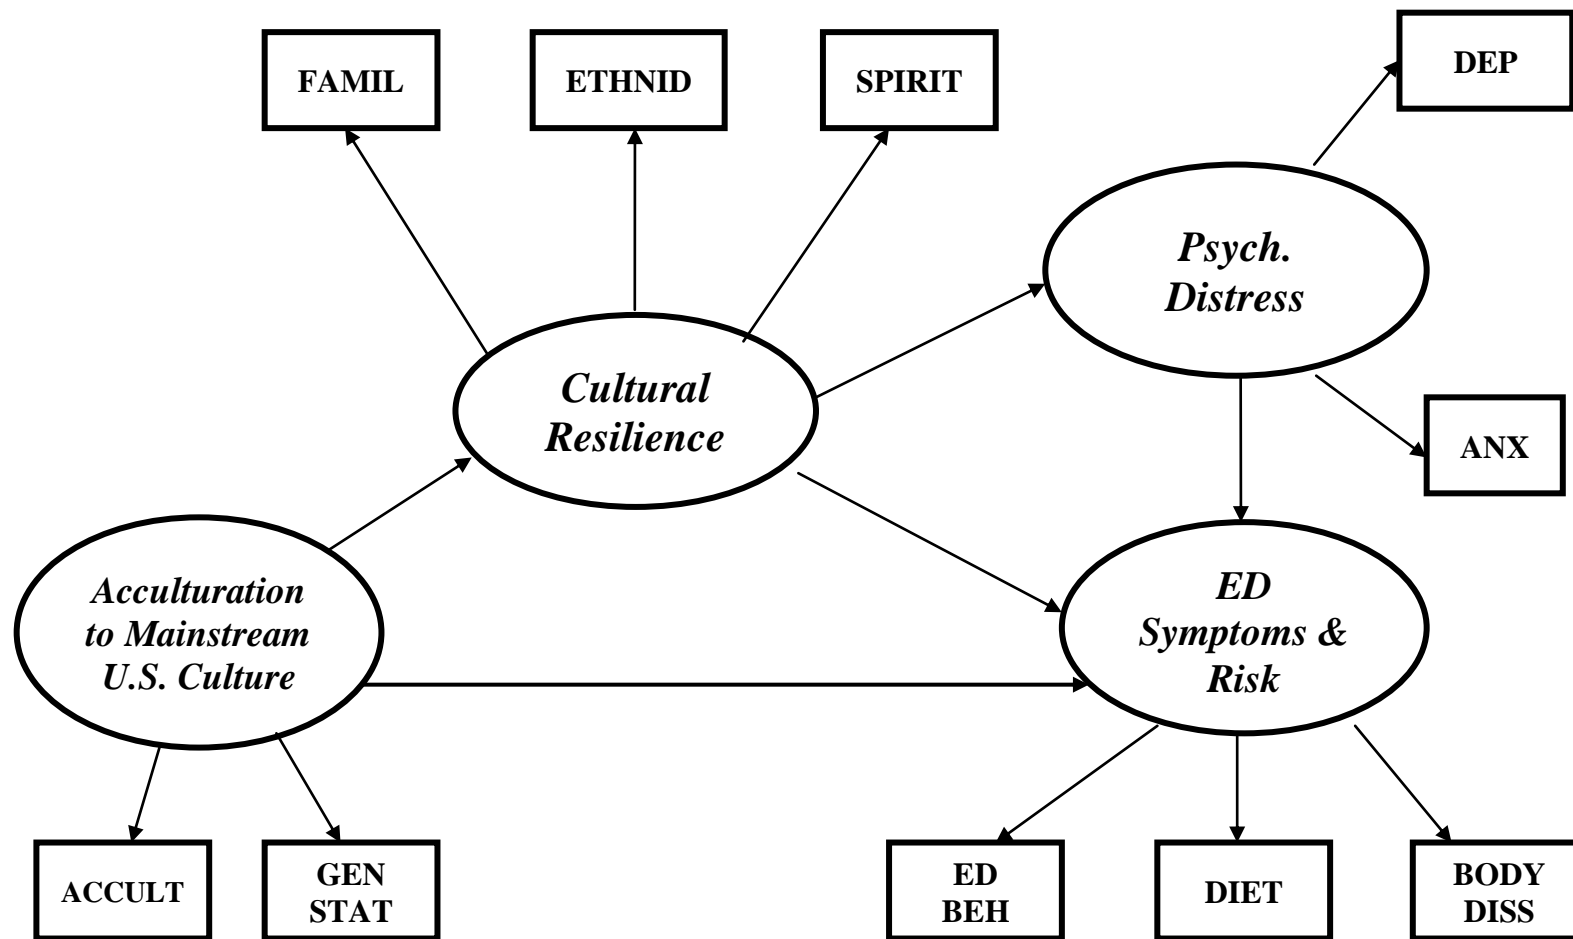 FAMIL
ETHNID
SPIRIT
DEP
Psych.
Distress
Cultural
Resilience
ANX
Acculturation
to Mainstream
U.S. Culture
ED
Symptoms &
Risk
ACCULT
GEN
STAT
ED
BEH
DIET
BODY
DISS